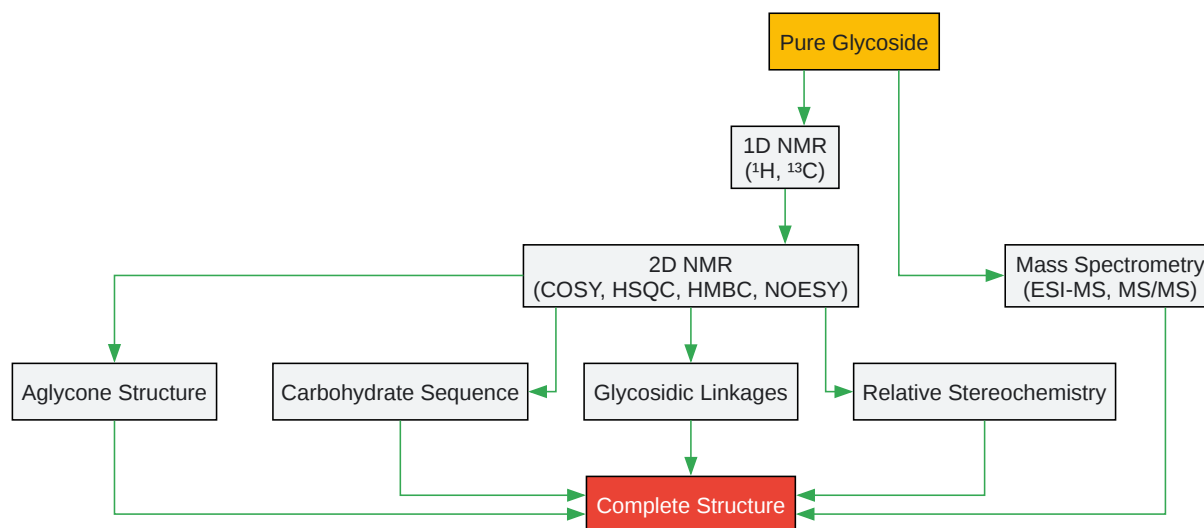 Pure Glycoside
1D NMR
(¹H, ¹³C)
2D NMR
(COSY, HSQC, HMBC, NOESY)
Mass Spectrometry
(ESI-MS, MS/MS)
Aglycone Structure
Carbohydrate Sequence
Glycosidic Linkages
Relative Stereochemistry
Complete Structure